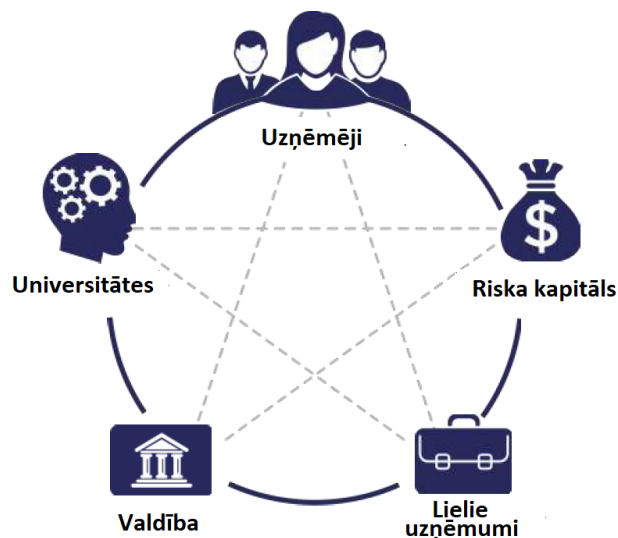 Uzņēmēji
$
Universitātes
Riska kapitāls
Valdība
Lielie
uzņēmumi